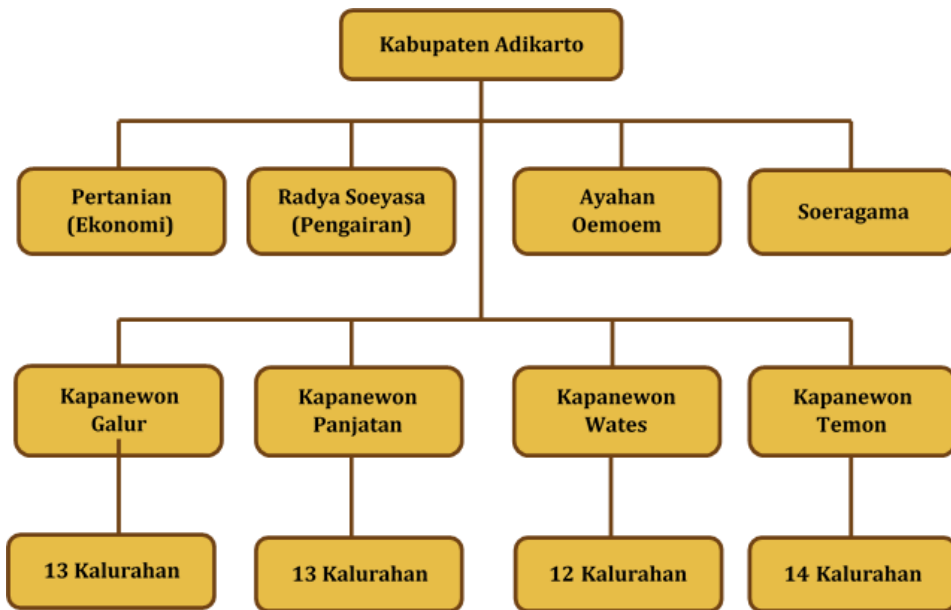 Kabupaten Adikarto
Pertanian
(Ekonomi)
Radya Soeyasa
(Pengairan)
Ayahan
Oemoem
Soeragama
Kapanewon
Galur
Kapanewon
Panjatan
Kapanewon
Wates
Kapanewon
Temon
13 Kalurahan
13 Kalurahan
12 Kalurahan
14 Kalurahan